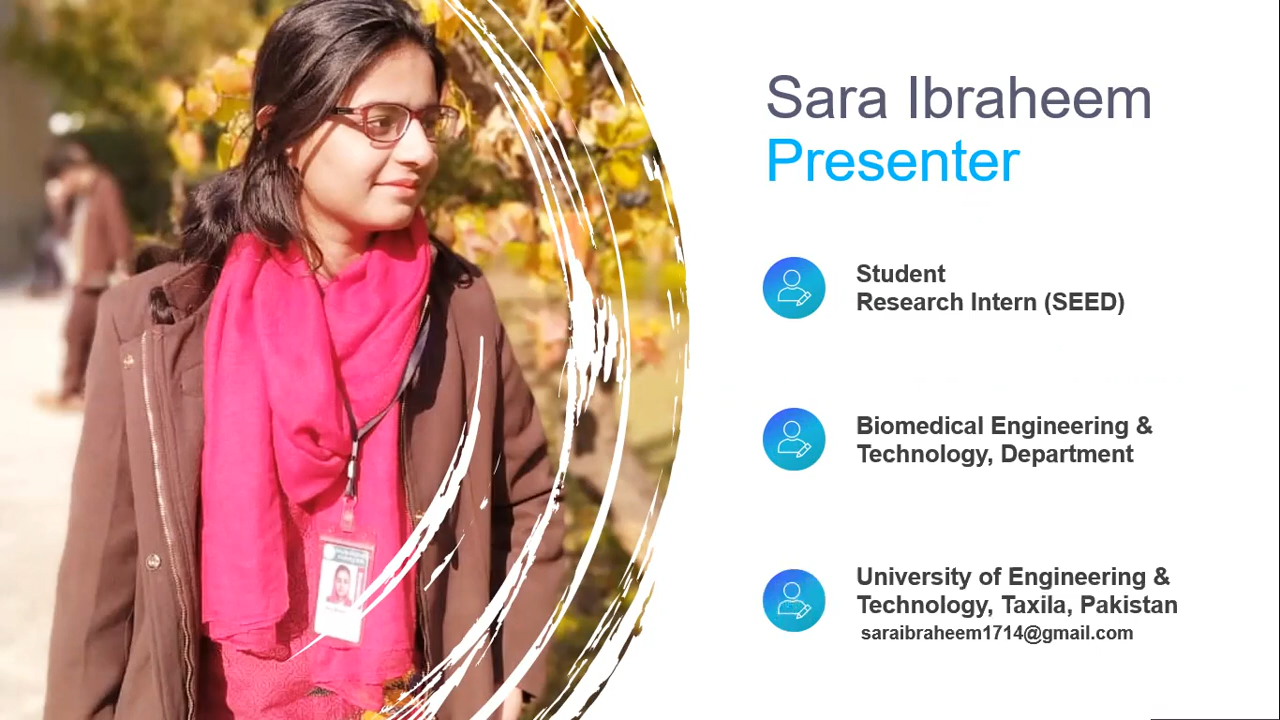 Sara Ibraheem
Presenter
Student
Research Intern (SEED)
Biomedical Engineering &
Technology, Department
University of Engineering &
Technology, Taxila, Pakistan
saraibraheem1714@gmail.com